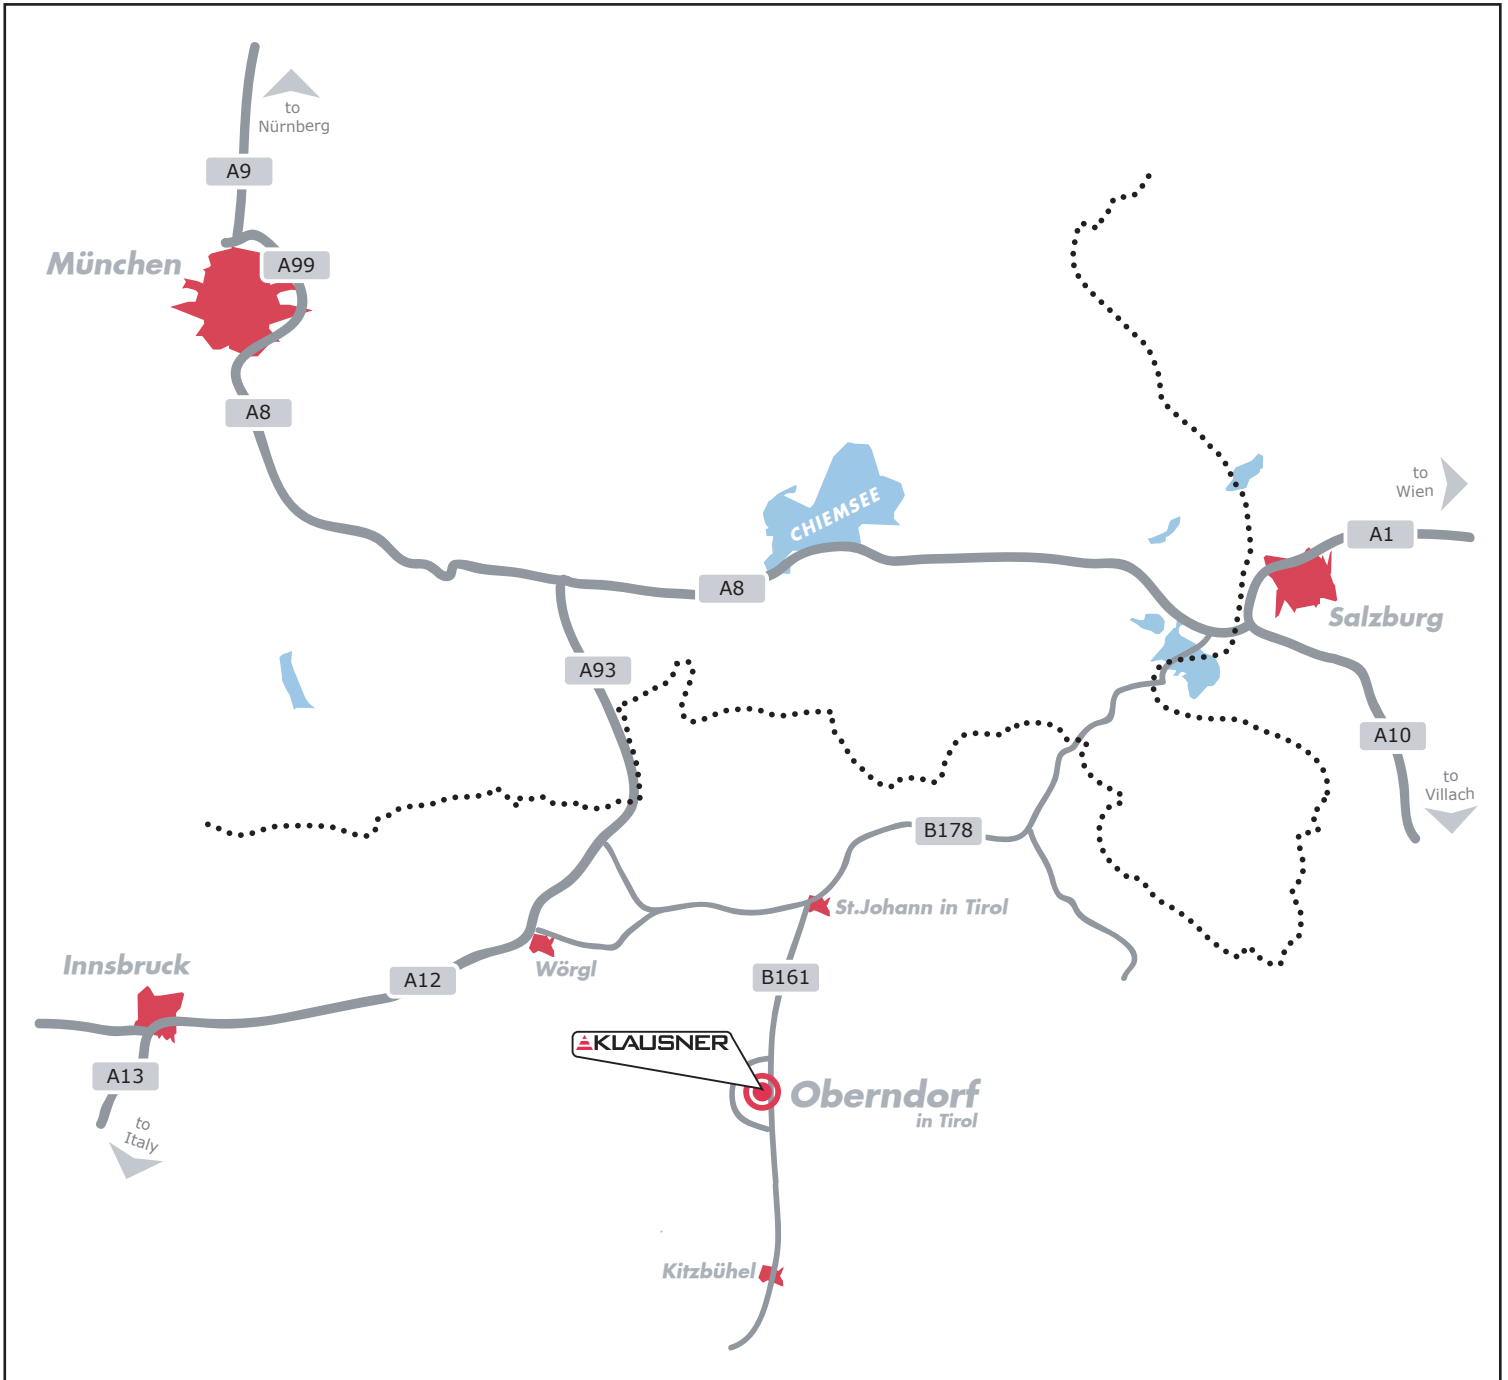 to
Nürnberg
A9
München
A99
A8
CHIEMSEE
to
Wien
A1
A8
Salzburg
A93
A10
to
Villach
B178
St.Johann in Tirol
Innsbruck
Wörgl
A12
B161
KLAUSNER
A13
Oberndorf
in Tirol
to
Italy
Kitzbühel